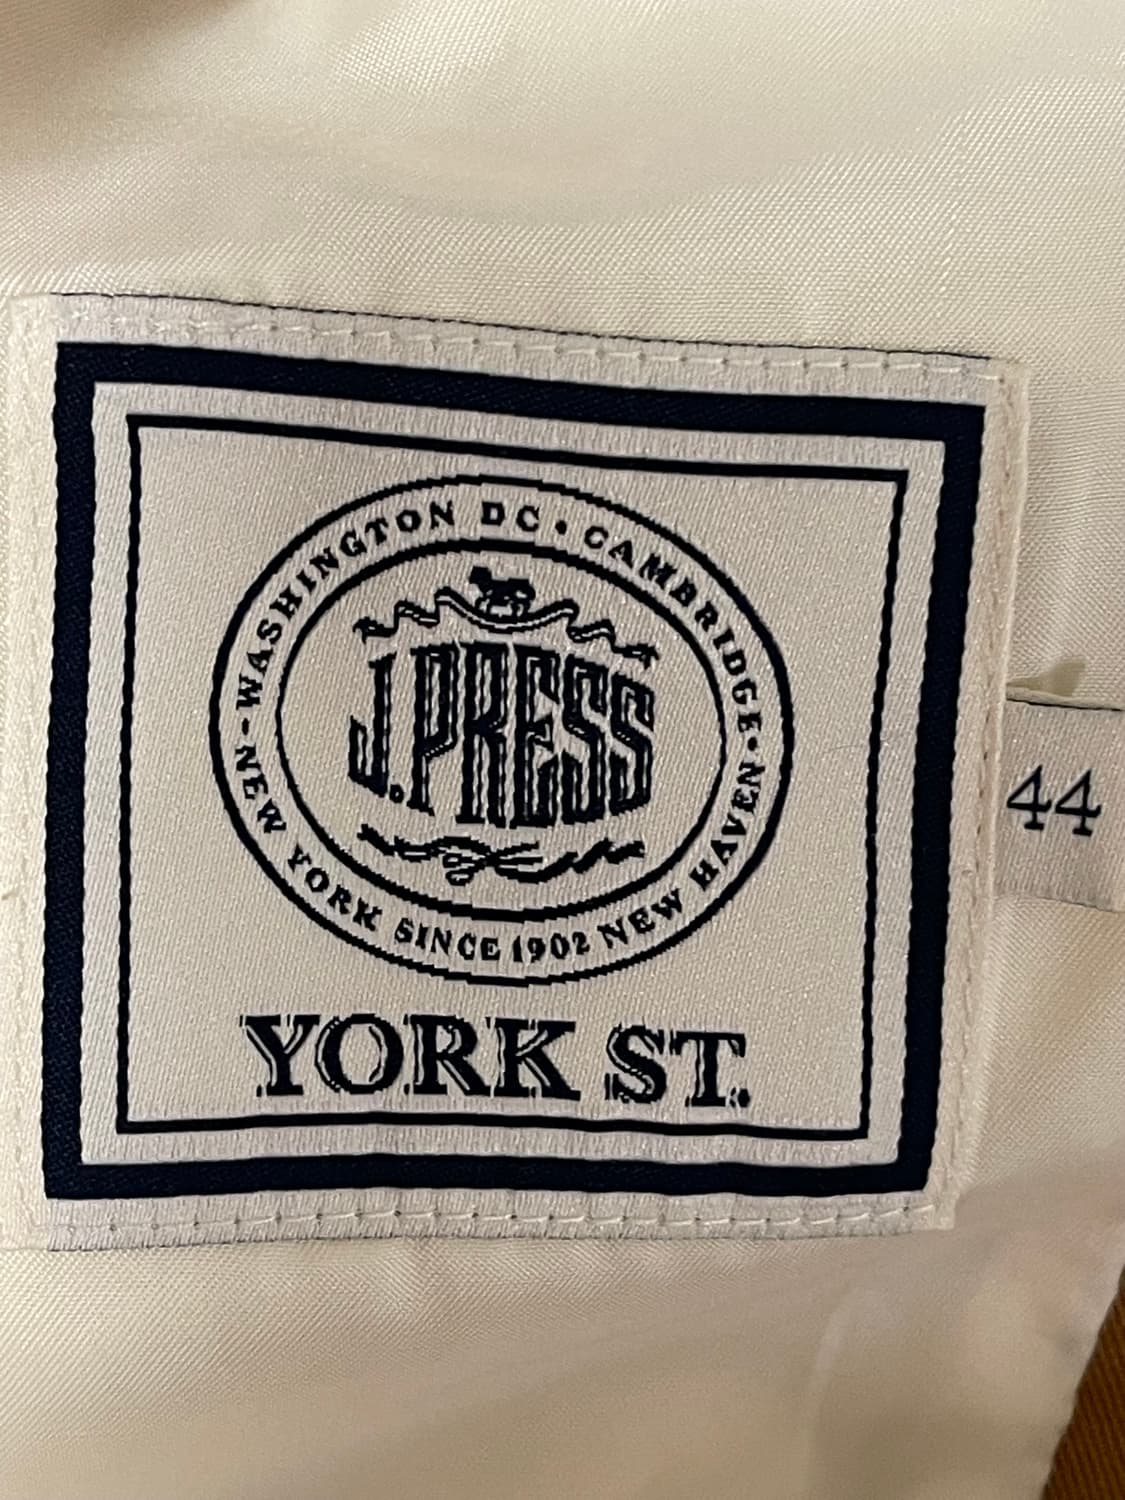 WASHINGTON DC • CAMBRIDGE • NEW HAVEN
J. PRESS
NEW YORK SINCE 1902
YORK ST.
44